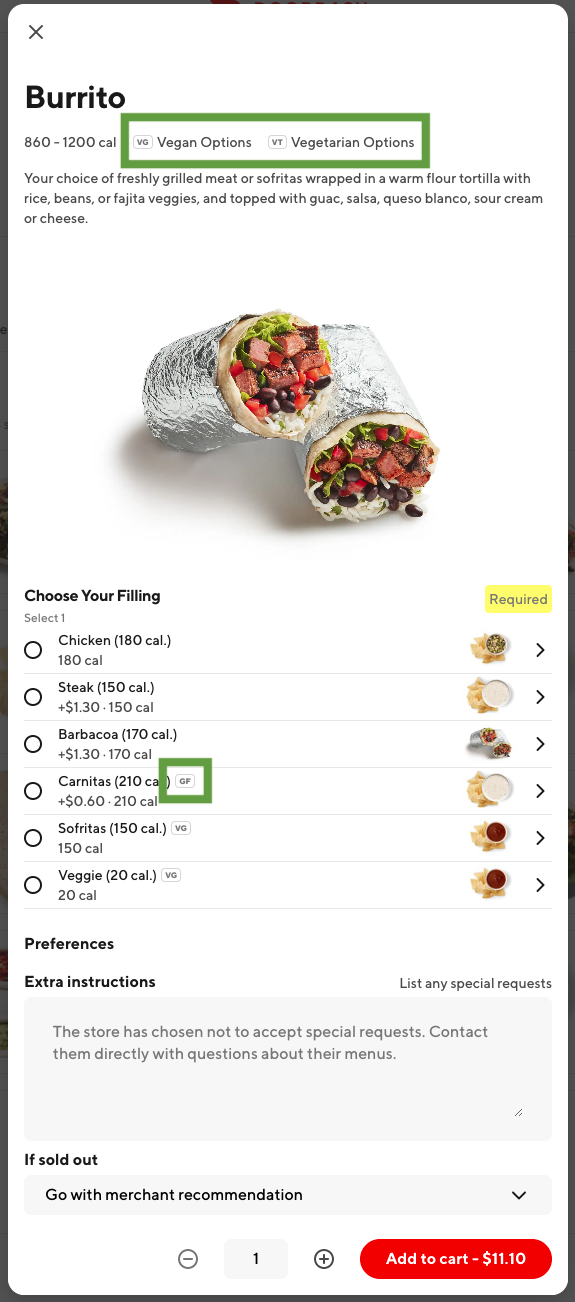 Burrito
860 - 1200 cal VG Vegan Options VT Vegetarian Options
Your choice of freshly grilled meat or sofritas wrapped in a warm flour tortilla with
rice, beans, or fajita veggies, and topped with guac, salsa, queso blanco, sour cream
or cheese.
Choose Your Filling
Required
Select 1
Chicken (180 cal.)
180 cal
Steak (150 cal.)
+$1.30 · 150 cal
Barbacoa (170 cal.)
+$1.30 · 170 cal
Carnitas (210 cal.) GF
+$0.60 · 210 cal
Sofritas (150 cal.) VG
150 cal
Veggie (20 cal.) VG
20 cal
Preferences
Extra instructions List any special requests
The store has chosen not to accept special requests. Contact
them directly with questions about their menus.
If sold out
Go with merchant recommendation
1
Add to cart - $11.10